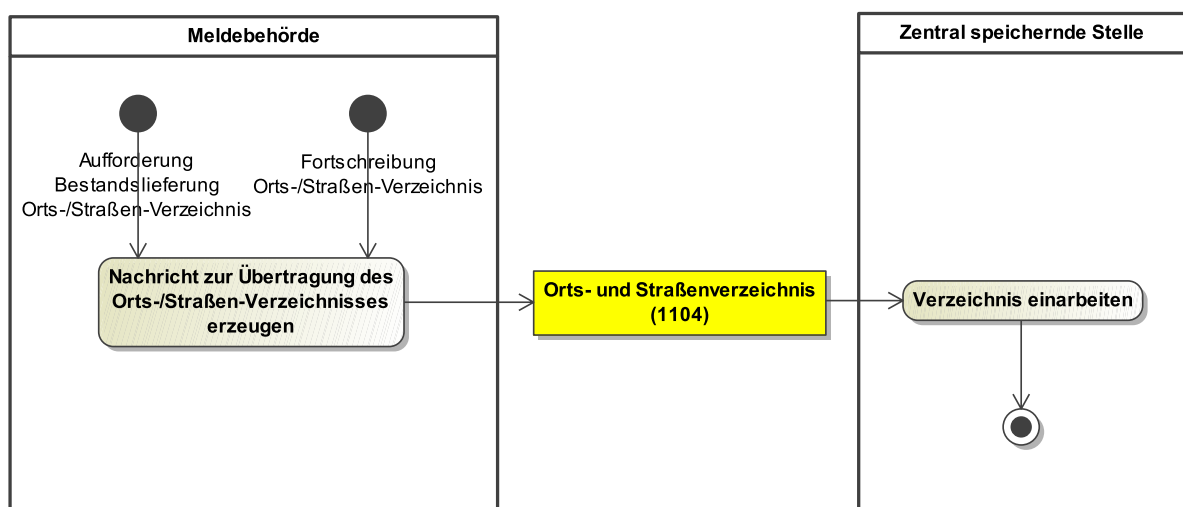 Meldebehörde
Zentral speichernde Stelle
Aufforderung
Bestandslieferung
Orts-/Straßen-Verzeichnis
Fortschreibung
Orts-/Straßen-Verzeichnis
Nachricht zur Übertragung des
Orts-/Straßen-Verzeichnisses
erzeugen
Orts- und Straßenverzeichnis
(1104)
Verzeichnis einarbeiten